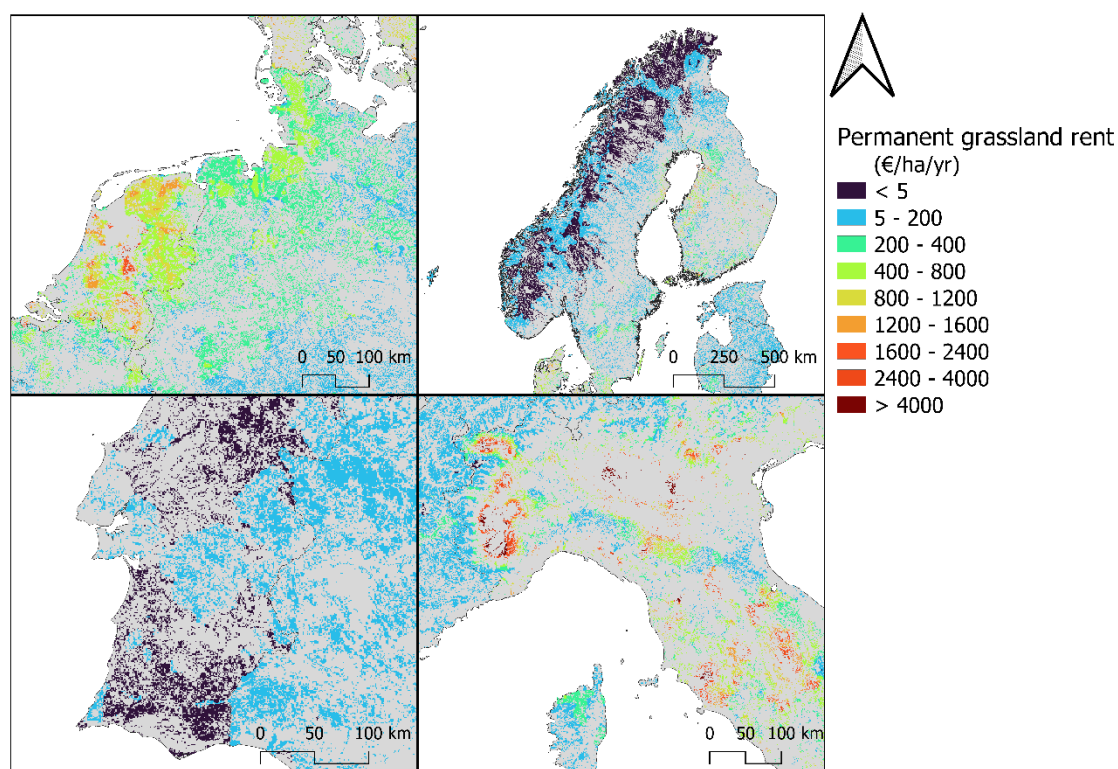 0 50 100 km
0 250 500 km
0 50 100 km
0 50 100 km
Permanent grassland rent
(€/ha/yr)
< 5
5 - 200
200 - 400
400 - 800
800 - 1200
1200 - 1600
1600 - 2400
2400 - 4000
> 4000